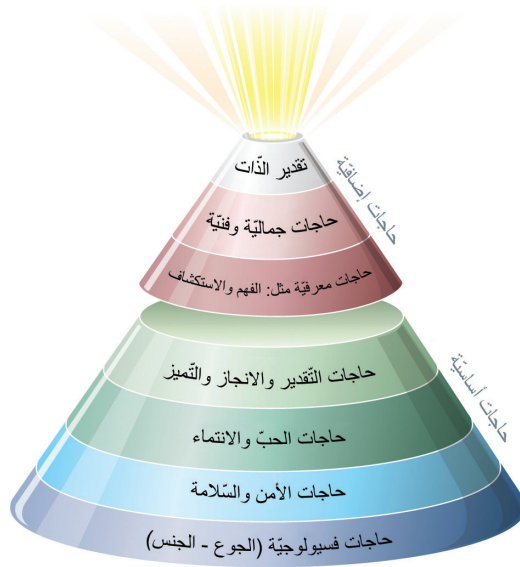 تقدير الذّات
حاجات جماليّة وفنيّة
حاجات معرفيّة مثل: الفهم والاستكشاف
حاجات إضافيّة
حاجات التّقدير والانجاز والتّميز
حاجات الحبّ والانتماء
حاجات الأمن والسّلامة
حاجات فسيولوجيّة (الجوع - الجنس)
حاجات أساسيّة